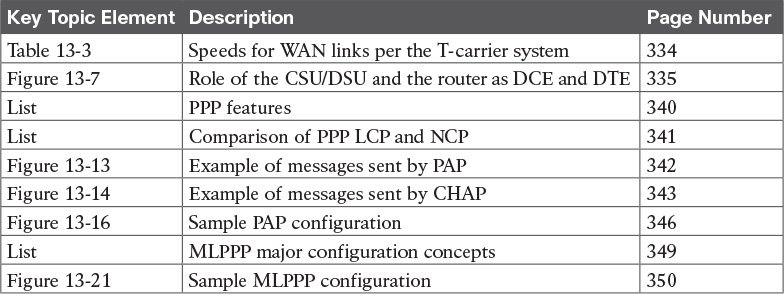 Key Topic Element Description Page Number
Table 13-3 Speeds for WAN links per the T-carrier system 334
Figure 13-7 Role of the CSU/DSU and the router as DCE and DTE 335
List PPP features 340
List Comparison of PPP LCP and NCP 341
Figure 13-13 Example of messages sent by PAP 342
Figure 13-14 Example of messages sent by CHAP 343
Figure 13-16 Sample PAP configuration 346
List MLPPP major configuration concepts 349
Figure 13-21 Sample MLPPP configuration 350